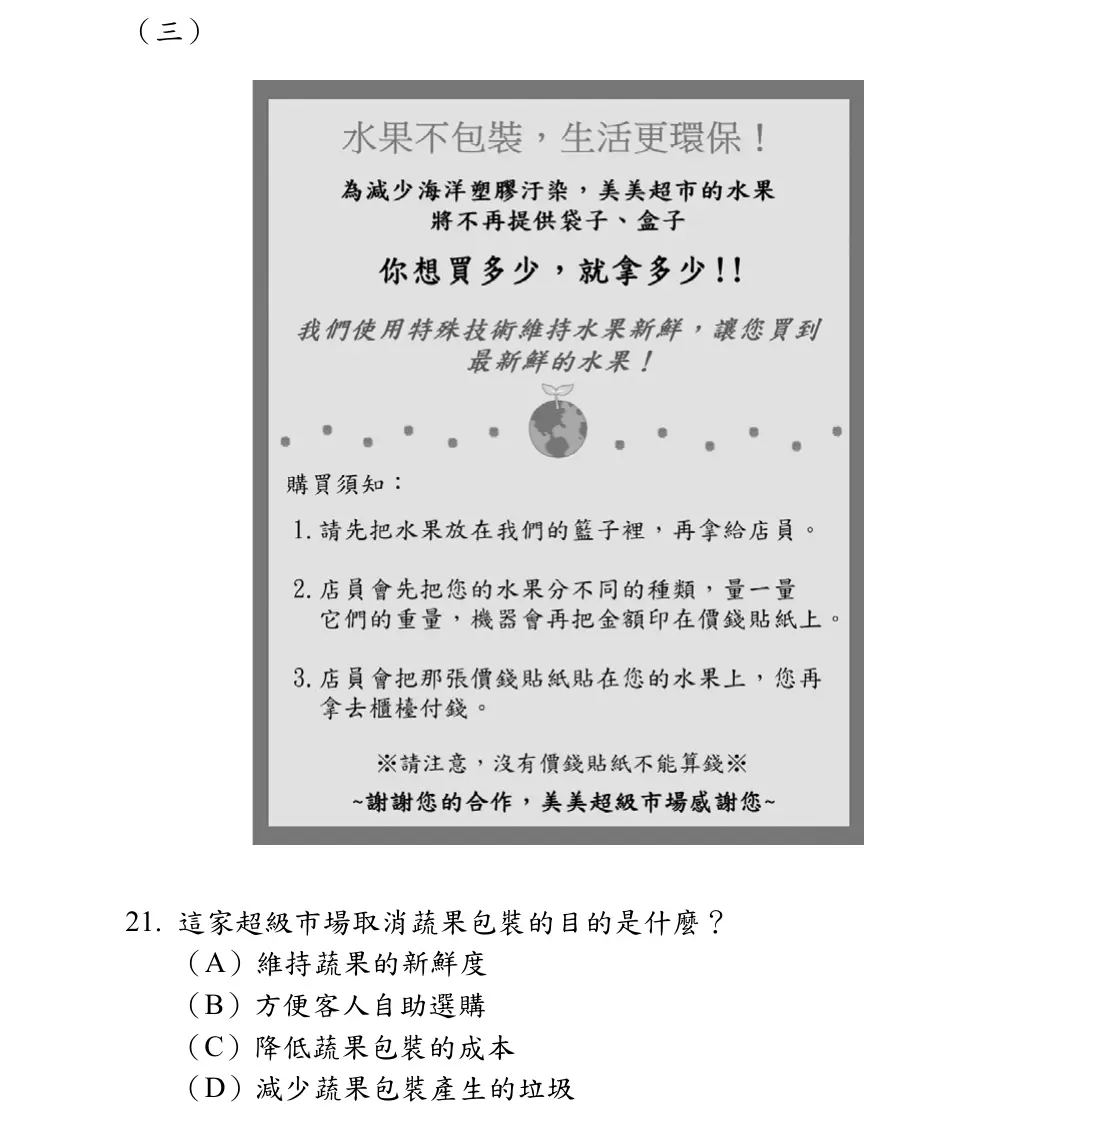 （三）
水果不包裝，生活更環保！
為減少海洋塑膠汙染，美美超市的水果
將不再提供袋子、盒子
你想買多少，就拿多少!!
我們使用特殊技術維持水果新鮮，讓您買到
最新鮮的水果！
購買須知：
1. 請先把水果放在我們的籃子裡，再拿給店員。
2. 店員會先把您的水果分不同的種類，量一量
它們的重量，機器會再把金額印在價錢貼紙上。
3. 店員會把那張價錢貼紙貼在您的水果上，您再
拿去櫃檯付錢。
※請注意，沒有價錢貼紙不能算錢※
~謝謝您的合作，美美超級市場感謝您~
21. 這家超級市場取消蔬果包裝的目的是什麼？
（A）維持蔬果的新鮮度
（B）方便客人自助選購
（C）降低蔬果包裝的成本
（D）減少蔬果包裝產生的垃圾